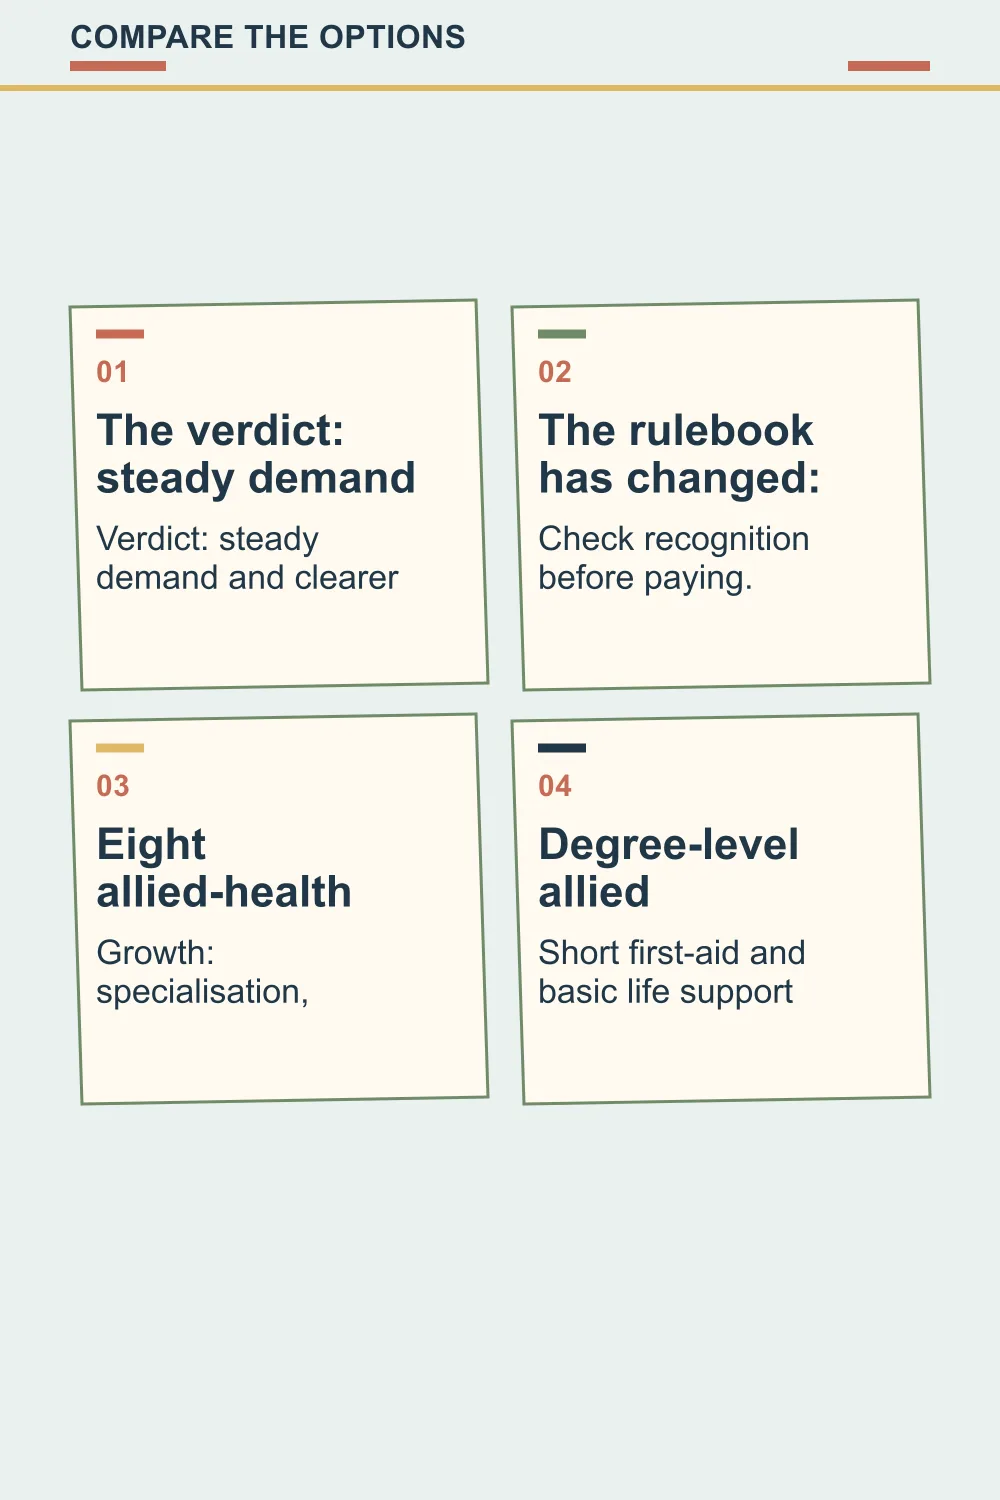 COMPARE THE OPTIONS
01
The verdict:
steady demand
Verdict: steady
demand and clearer
02
The rulebook
has changed:
Check recognition
before paying.
03
Eight
allied-health
Growth:
specialisation,
04
Degree-level
allied
Short first-aid and
basic life support